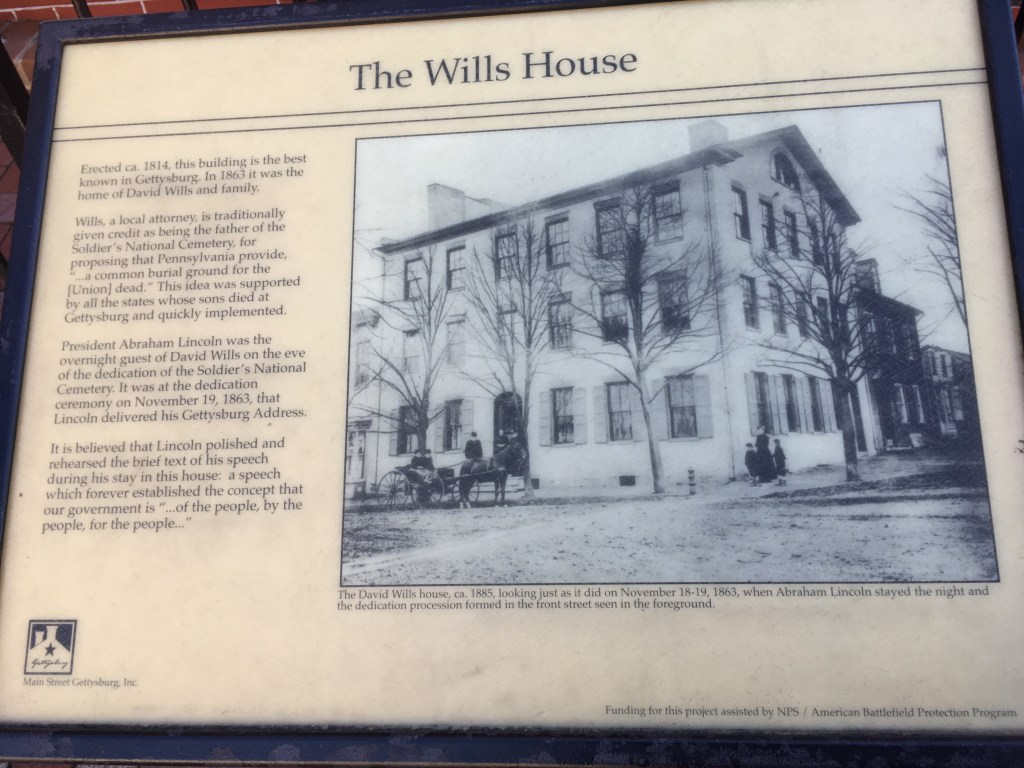 The Wills House
Erected ca. 1814, this building is the best
known in Gettysburg. In 1863 it was the
home of David Wills and family.
Wills, a local attorney, is traditionally
given credit as being the father of the
Soldier's National Cemetery, for
proposing that Pennsylvania provide,
"...a common burial ground for the
[Union] dead." This idea was supported
by all the states whose sons died at
Gettysburg and quickly implemented.
President Abraham Lincoln was the
overnight guest of David Wills on the eve
of the dedication of the Soldier's National
Cemetery. It was at the dedication
ceremony on November 19, 1863, that
Lincoln delivered his Gettysburg Address.
It is believed that Lincoln polished and
rehearsed the brief text of his speech
during his stay in this house: a speech
which forever established the concept that
our government is "...of the people, by the
people, for the people..."
The David Wills house, ca. 1885, looking just as it did on November 18-19, 1863, when Abraham Lincoln stayed the night and
the dedication procession formed in the front street seen in the foreground.
Gettysburg
Main Street Gettysburg, Inc.
Funding for this project assisted by NPS / American Battlefield Protection Program